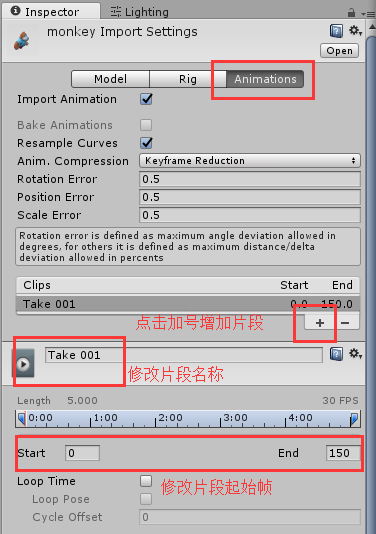 Inspector Lighting
monkey Import Settings
Open
Model Rig Animations
Import Animation
Bake Animations
Resample Curves
Anim. Compression Keyframe Reduction
Rotation Error 0.5
Position Error 0.5
Scale Error 0.5
Rotation error is defined as maximum angle deviation allowed in
degrees, for others it is defined as maximum distance/delta
deviation allowed in percents
Clips Start End
Take 001 0.0 150.0
点击加号增加片段 + −
Take 001
修改片段名称
Length 5.000 30 FPS
0:00 1:00 2:00 3:00 4:00
Start 0 End 150
Loop Time 修改片段起始帧
Loop Pose
Cycle Offset 0